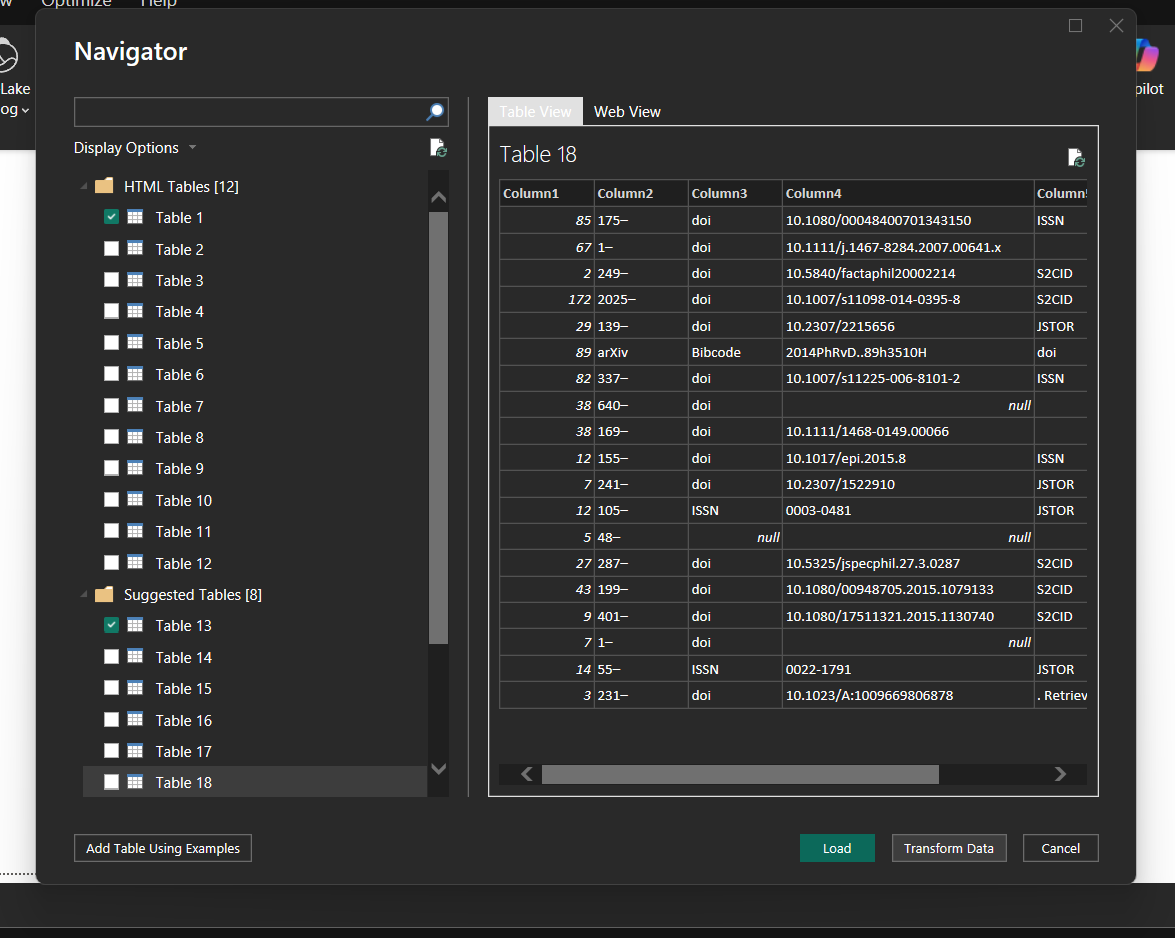 Optimize Help
Lake
og
pilot
Navigator
Display Options
HTML Tables [12]
Table 1
Table 2
Table 3
Table 4
Table 5
Table 6
Table 7
Table 8
Table 9
Table 10
Table 11
Table 12
Suggested Tables [8]
Table 13
Table 14
Table 15
Table 16
Table 17
Table 18
Table View Web View
Table 18
Column1 Column2 Column3 Column4 Column
85 175– doi 10.1080/00048400701343150 ISSN
67 1– doi 10.1111/j.1467-8284.2007.00641.x
2 249– doi 10.5840/factaphil20002214 S2CID
172 2025– doi 10.1007/s11098-014-0395-8 S2CID
29 139– doi 10.2307/2215656 JSTOR
89 arXiv Bibcode 2014PhRvD..89h3510H doi
82 337– doi 10.1007/s11225-006-8101-2 ISSN
38 640– doi null
38 169– doi 10.1111/1468-0149.00066
12 155– doi 10.1017/epi.2015.8 ISSN
7 241– doi 10.2307/1522910 JSTOR
12 105– ISSN 0003-0481 JSTOR
5 48– null null
27 287– doi 10.5325/jspecphil.27.3.0287 S2CID
43 199– doi 10.1080/00948705.2015.1079133 S2CID
9 401– doi 10.1080/17511321.2015.1130740 S2CID
7 1– doi null
14 55– ISSN 0022-1791 JSTOR
3 231– doi 10.1023/A:1009669806878 . Retriev
Add Table Using Examples Load Transform Data Cancel